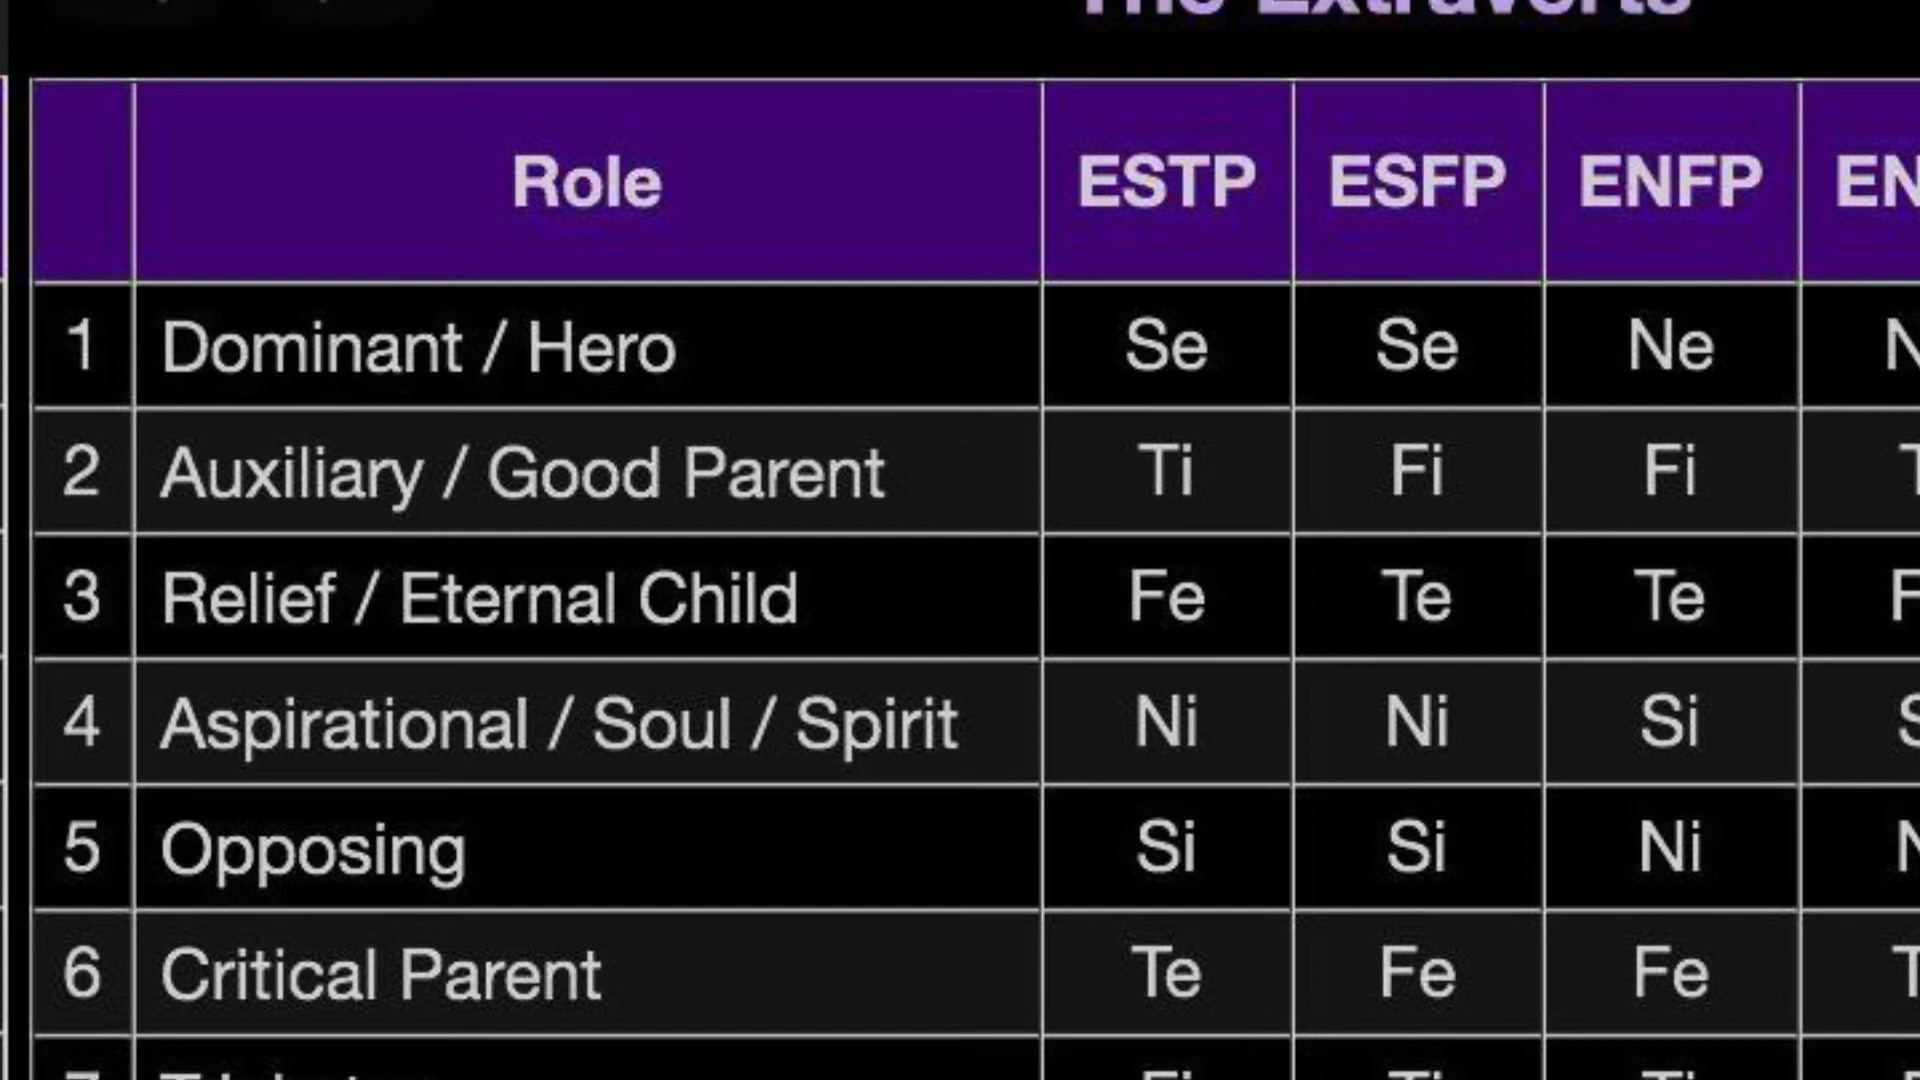 The Extraverts
Role ESTP ESFP ENFP
1 Dominant / Hero Se Se Ne
2 Auxiliary / Good Parent Ti Fi Fi
3 Relief / Eternal Child Fe Te Te
4 Aspirational / Soul / Spirit Ni Ni Si
5 Opposing Si Si Ni
6 Critical Parent Te Fe Fe